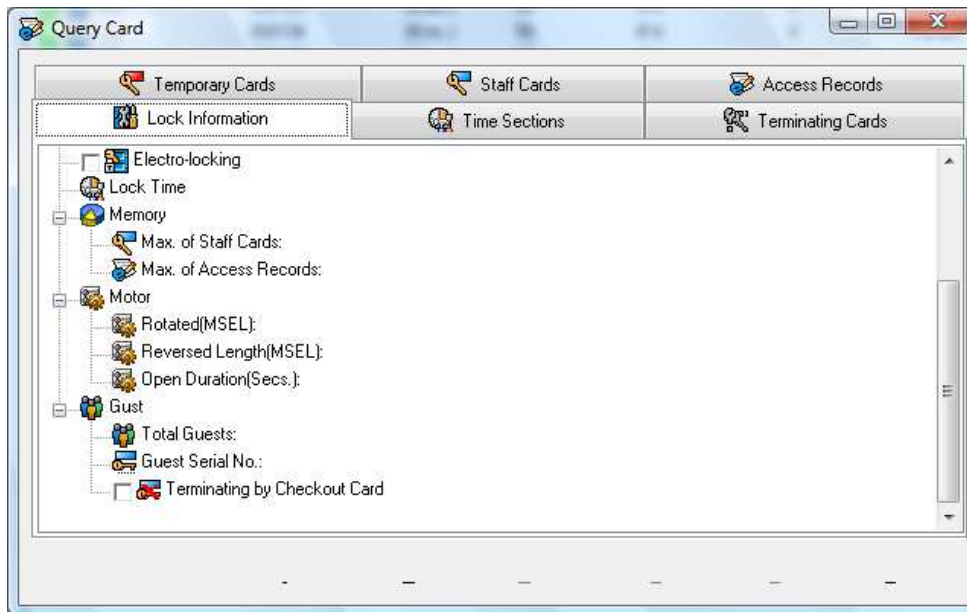 Query Card
Temporary Cards
Staff Cards
Access Records
Lock Information
Time Sections
Terminating Cards
Electro-locking
Lock Time
Memory
Max. of Staff Cards:
Max. of Access Records:
Motor
Rotated(MSEL):
Reversed Length(MSEL):
Open Duration(Secs.):
Gust
Total Guests:
Guest Serial No.:
Terminating by Checkout Card